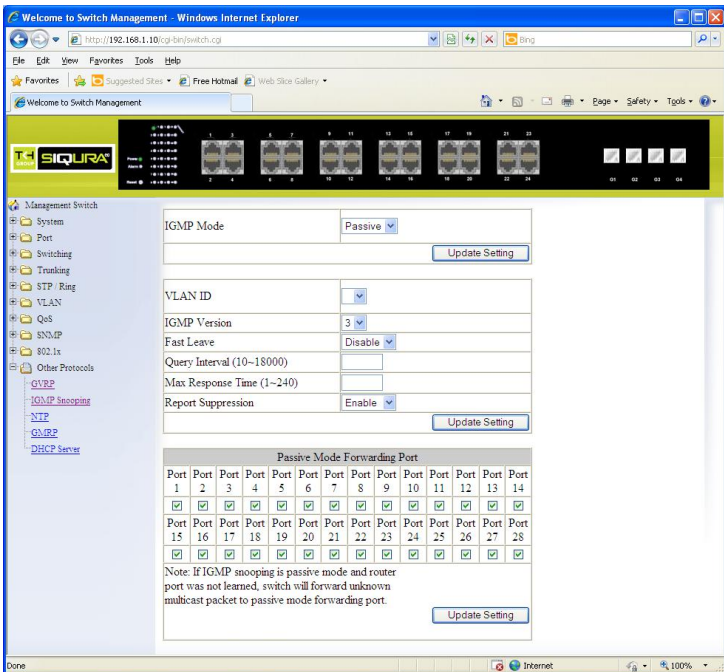 Welcome to Switch Management - Windows Internet Explorer
http://192.168.1.10/cgi-bin/switch.cgi
Bing
File Edit View Favorites Tools Help
Favorites Suggested Sites Free Hotmail Web Slice Gallery
Welcome to Switch Management
Page Safety Tools
TKH GROUP SIQURA®
1 3 5 7 9 11 13 15 17 19 21 23
Power
Alarm
Reset
2 4 6 8 10 12 14 16 18 20 22 24
G1 G2 G3 G4
Management Switch
System
Port
Switching
Trunking
STP / Ring
VLAN
QoS
SNMP
802.1x
Other Protocols
GVRP
IGMP Snooping
NTP
GMRP
DHCP Server
IGMP Mode Passive
Update Setting
VLAN ID
IGMP Version 3
Fast Leave Disable
Query Interval (10~18000)
Max Response Time (1~240)
Report Suppression Enable
Update Setting
Passive Mode Forwarding Port
Port 1 Port 2 Port 3 Port 4 Port 5 Port 6 Port 7 Port 8 Port 9 Port 10 Port 11 Port 12 Port 13 Port 14
Port 15 Port 16 Port 17 Port 18 Port 19 Port 20 Port 21 Port 22 Port 23 Port 24 Port 25 Port 26 Port 27 Port 28
Note: If IGMP snooping is passive mode and router
port was not learned, switch will forward unknown
multicast packet to passive mode forwarding port.
Update Setting
Done
Internet
100%